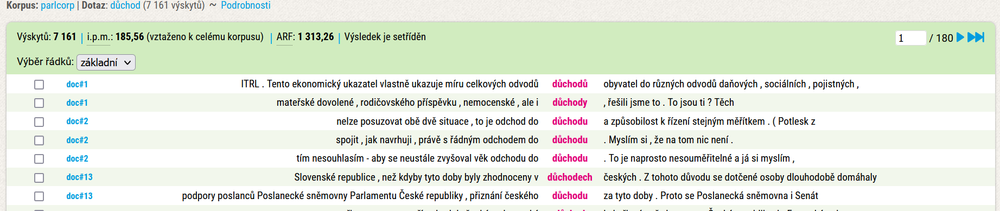 Korpus: parlcorp | Dotaz: důchod (7 161 výskytů) ~ Podrobnosti
Výskytů: 7 161 | i.p.m.: 185,56 (vztaženo k celému korpusu) | ARF: 1 313,26 | Výsledek je setříděn 1 / 180
Výběr řádků: základní
doc#1 ITRL . Tento ekonomický ukazatel vlastně ukazuje míru celkových odvodů důchodů obyvatel do různých odvodů daňových , sociálních , pojistných ,
doc#1 mateřské dovolené , rodičovského příspěvku , nemocenské , ale i důchody , řešili jsme to . To jsou ti ? Těch
doc#2 nelze posuzovat obě dvě situace , to je odchod do důchodu a způsobilost k řízení stejným měřítkem . ( Potlesk z
doc#2 spojit , jak navrhuji , právě s řádným odchodem do důchodu . Myslím si , že na tom nic není .
doc#2 tím nesouhlasím - aby se neustále zvyšoval věk odchodu do důchodu . To je naprosto nesouměřitelné a já si myslím ,
doc#13 Slovenské republice , než kdyby tyto doby byly zhodnoceny v důchodech českých . Z tohoto důvodu se dotčené osoby dlouhodobě domáhaly
doc#13 podpory poslanců Poslanecké sněmovny Parlamentu České republiky , přiznání českého důchodu za tyto doby . Proto se Poslanecká sněmovna i Senát